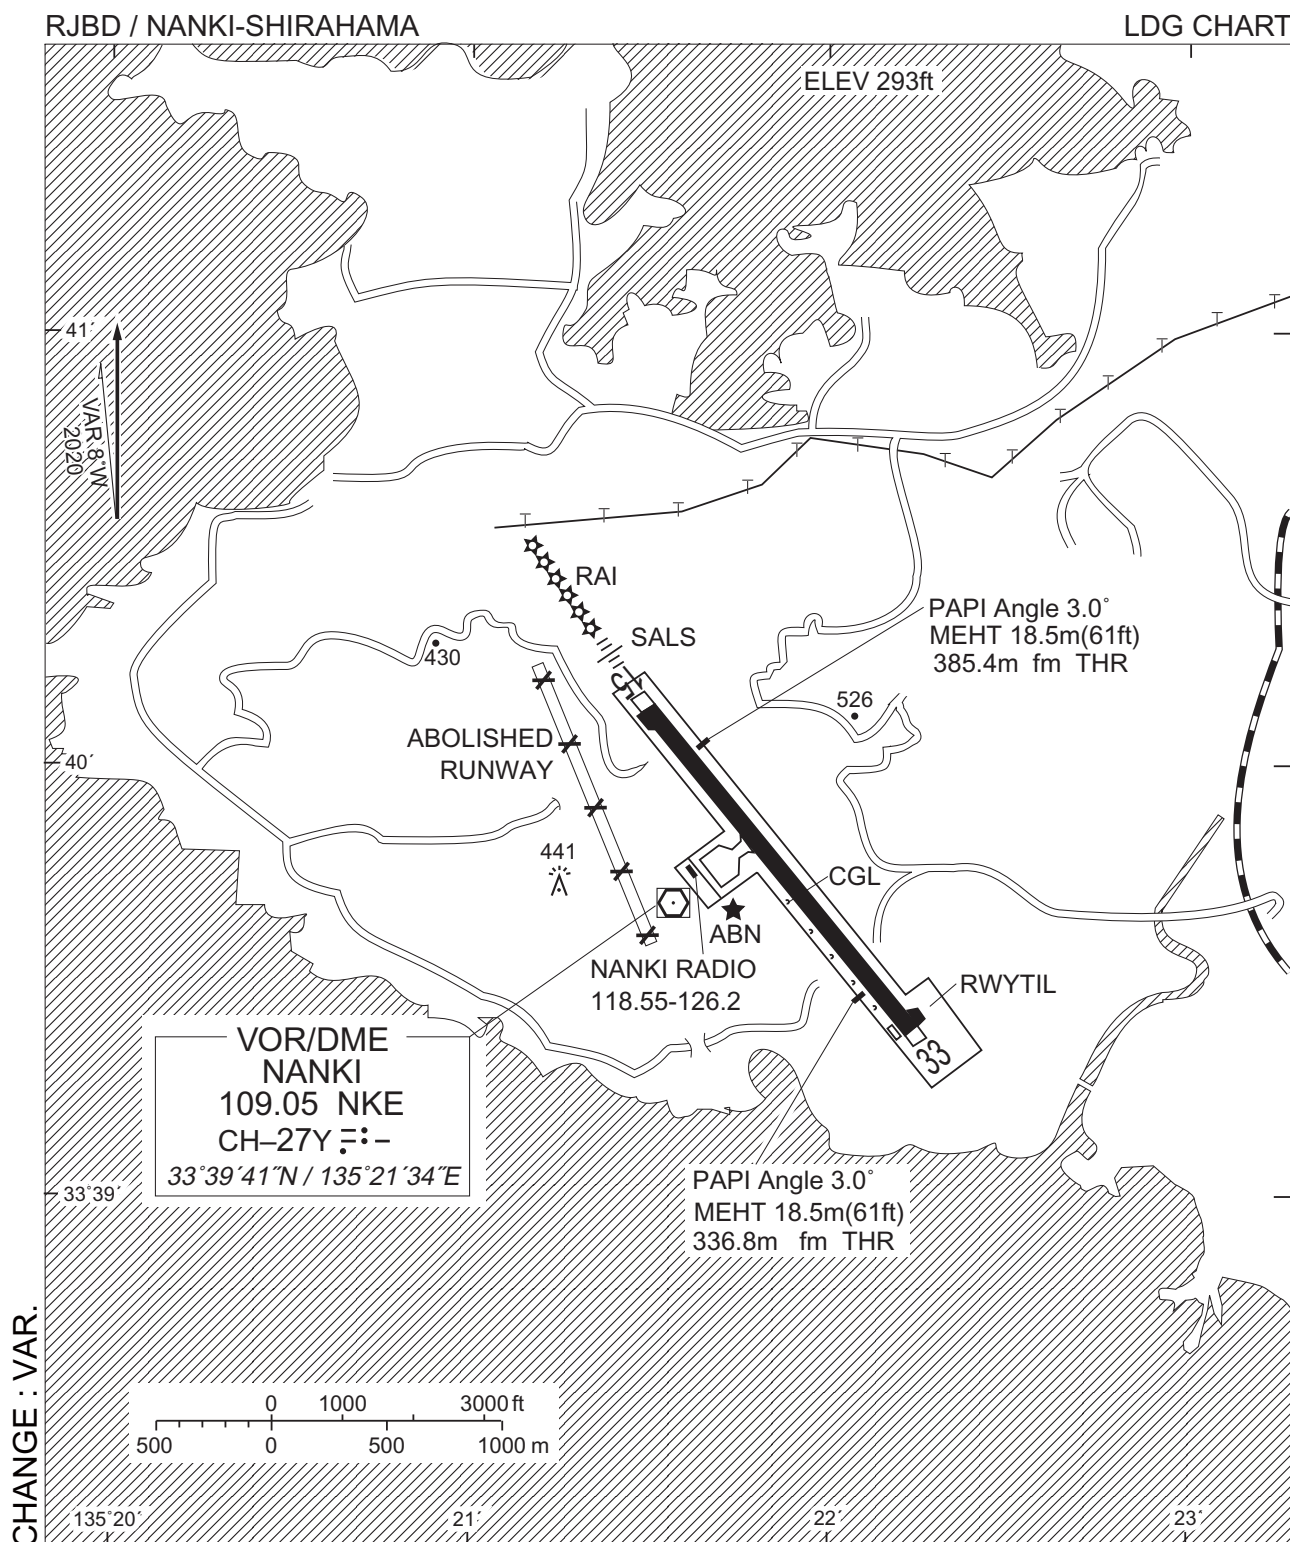 RJBD / NANKI-SHIRAHAMA
LDG CHART
ELEV 293ft
41´
VAR 8˚W
2020
RAI
SALS
PAPI Angle 3.0˚
MEHT 18.5m(61ft)
385.4m fm THR
430
526
15
ABOLISHED
RUNWAY
40´
441
CGL
ABN
NANKI RADIO
118.55-126.2
RWYTIL
33
VOR/DME
NANKI
109.05 NKE
CH–27Y
33˚39´41˝N / 135˚21´34˝E
33˚39´
PAPI Angle 3.0˚
MEHT 18.5m(61ft)
336.8m fm THR
CHANGE : VAR.
0 1000 3000 ft
500 0 500 1000 m
135˚20´
21´
22´
23´